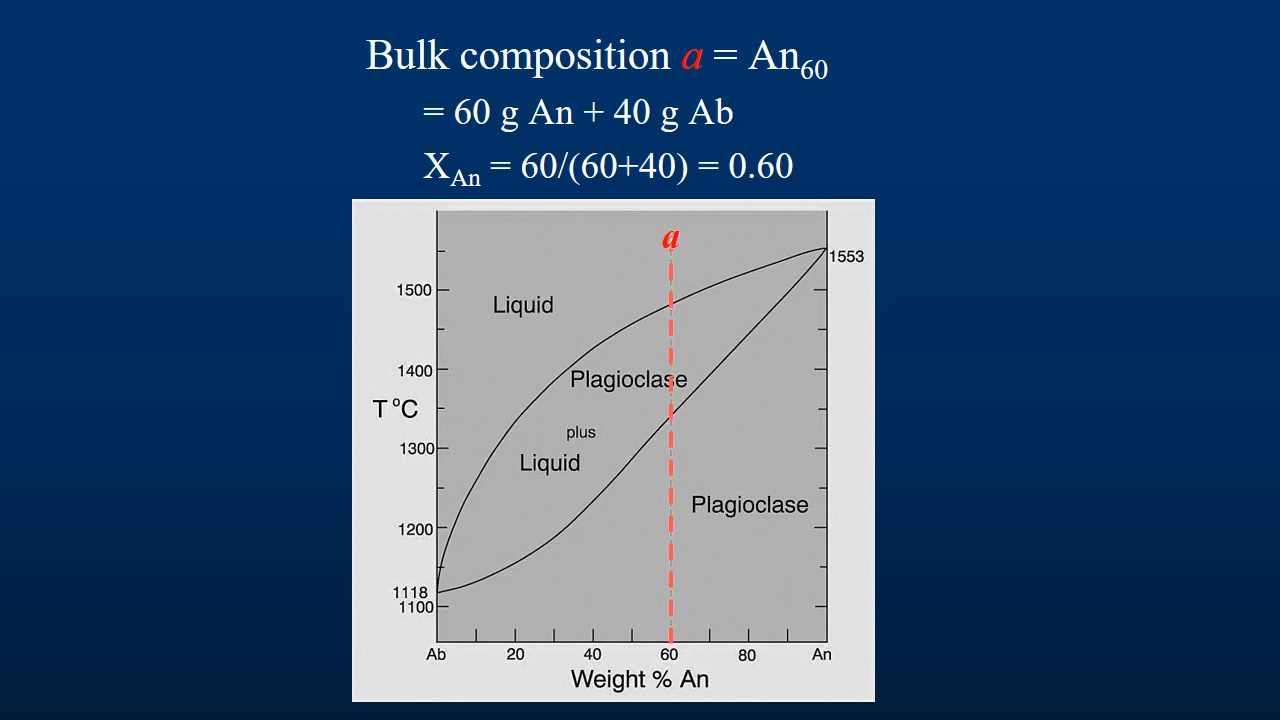 Bulk composition a = An60
= 60 g An + 40 g Ab
XAn = 60/(60+40) = 0.60
a
1553
1500
Liquid
1400
Plagioclase
T °C
plus
1300
Liquid
Plagioclase
1200
1118
1100
Ab 20 40 60 80 An
Weight % An